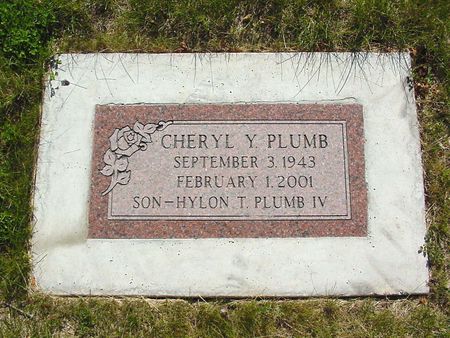 CHERYL Y. PLUMB
SEPTEMBER 3, 1943
FEBRUARY 1, 2001
SON-HYLON T. PLUMB IV